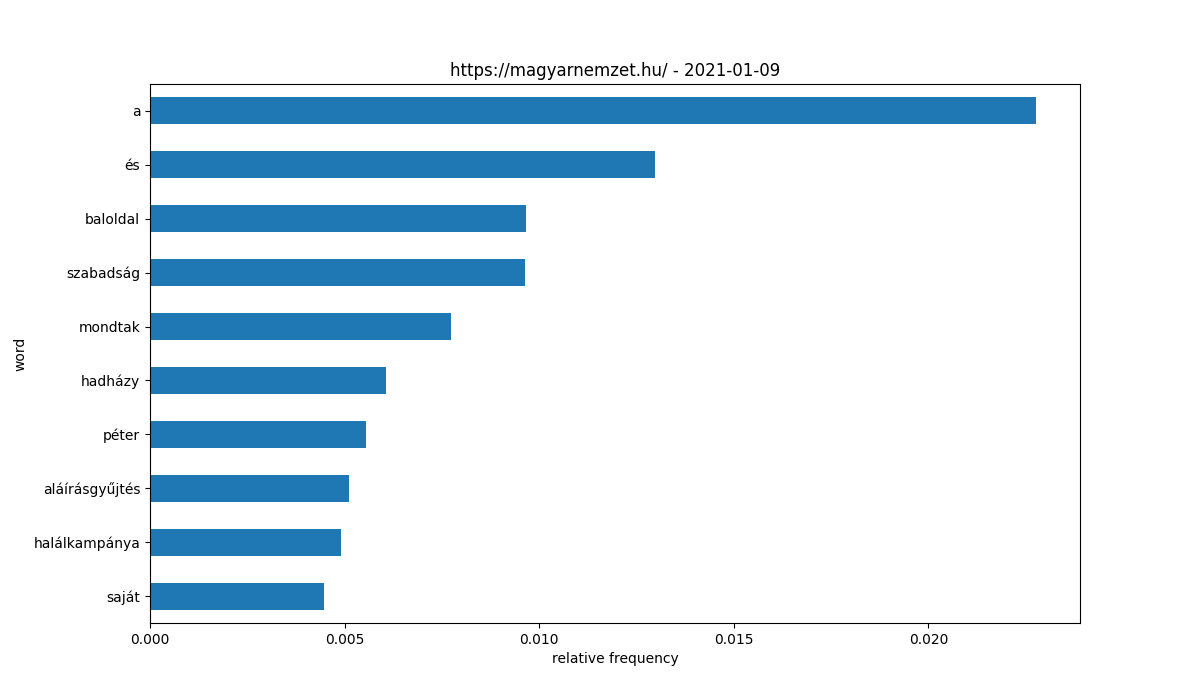 https://magyarnemzet.hu/ - 2021-01-09
a
és
baloldal
szabadság
mondtak
hadházy
péter
aláírásgyűjtés
halálkampánya
saját
word
0.000 0.005 0.010 0.015 0.020
relative frequency